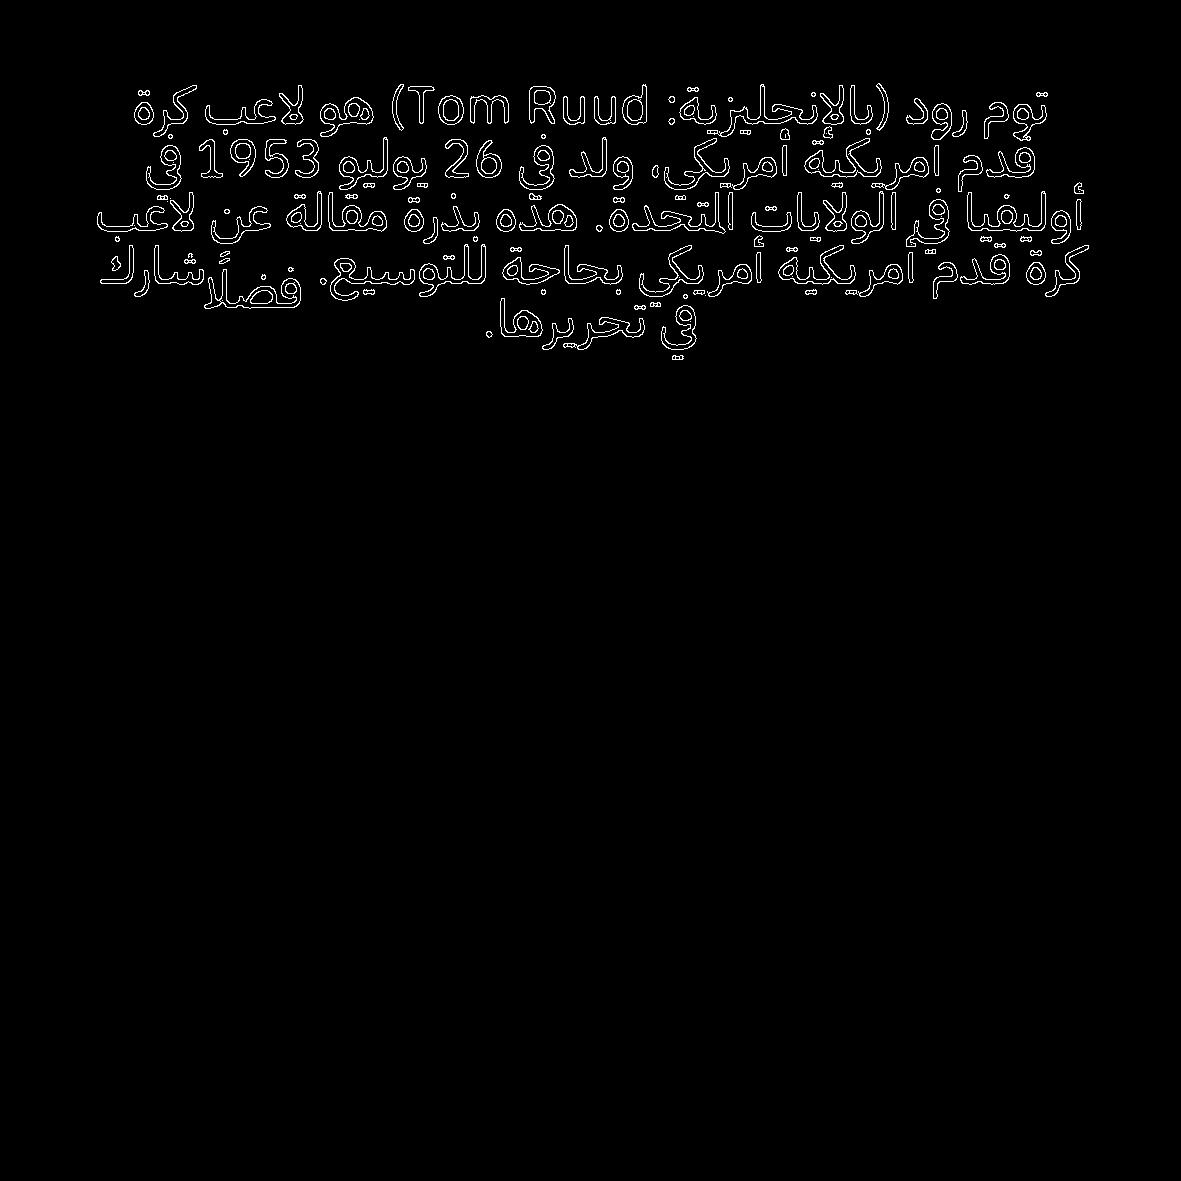 توم رود (بالإنجليزية: Tom Ruud) هو لاعب كرة
قدم أمريكية أمريكي، ولد في 26 يوليو 1953 في
أوليفيا في الولايات المتحدة. هذه بذرة مقالة عن لاعب
كرة قدم أمريكية أمريكي بحاجة للتوسيع. فضلًا شارك
في تحريرها.